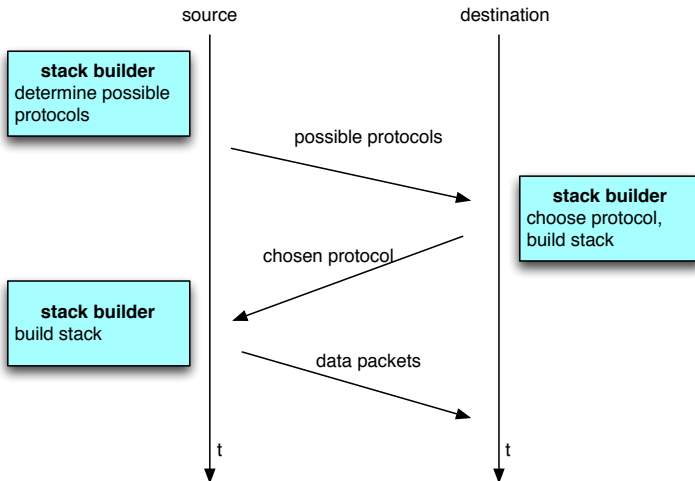 source
destination
stack builder
determine possible
protocols
possible protocols
stack builder
choose protocol,
build stack
chosen protocol
stack builder
build stack
data packets
t
t